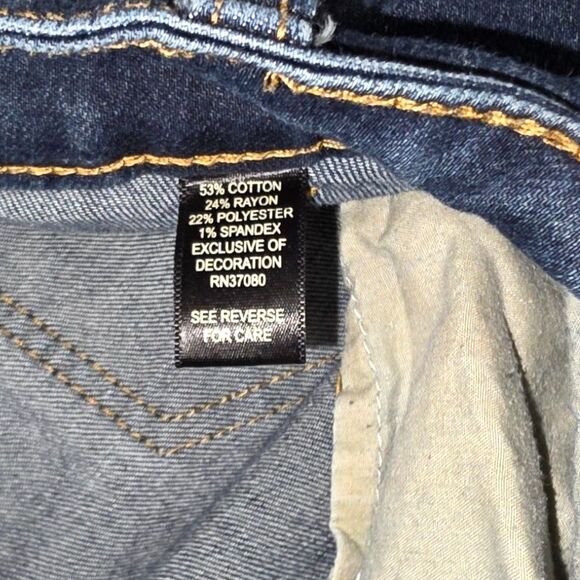 53% COTTON
24% RAYON
22% POLYESTER
1% SPANDEX
EXCLUSIVE OF
DECORATION
RN37080
SEE REVERSE
FOR CARE